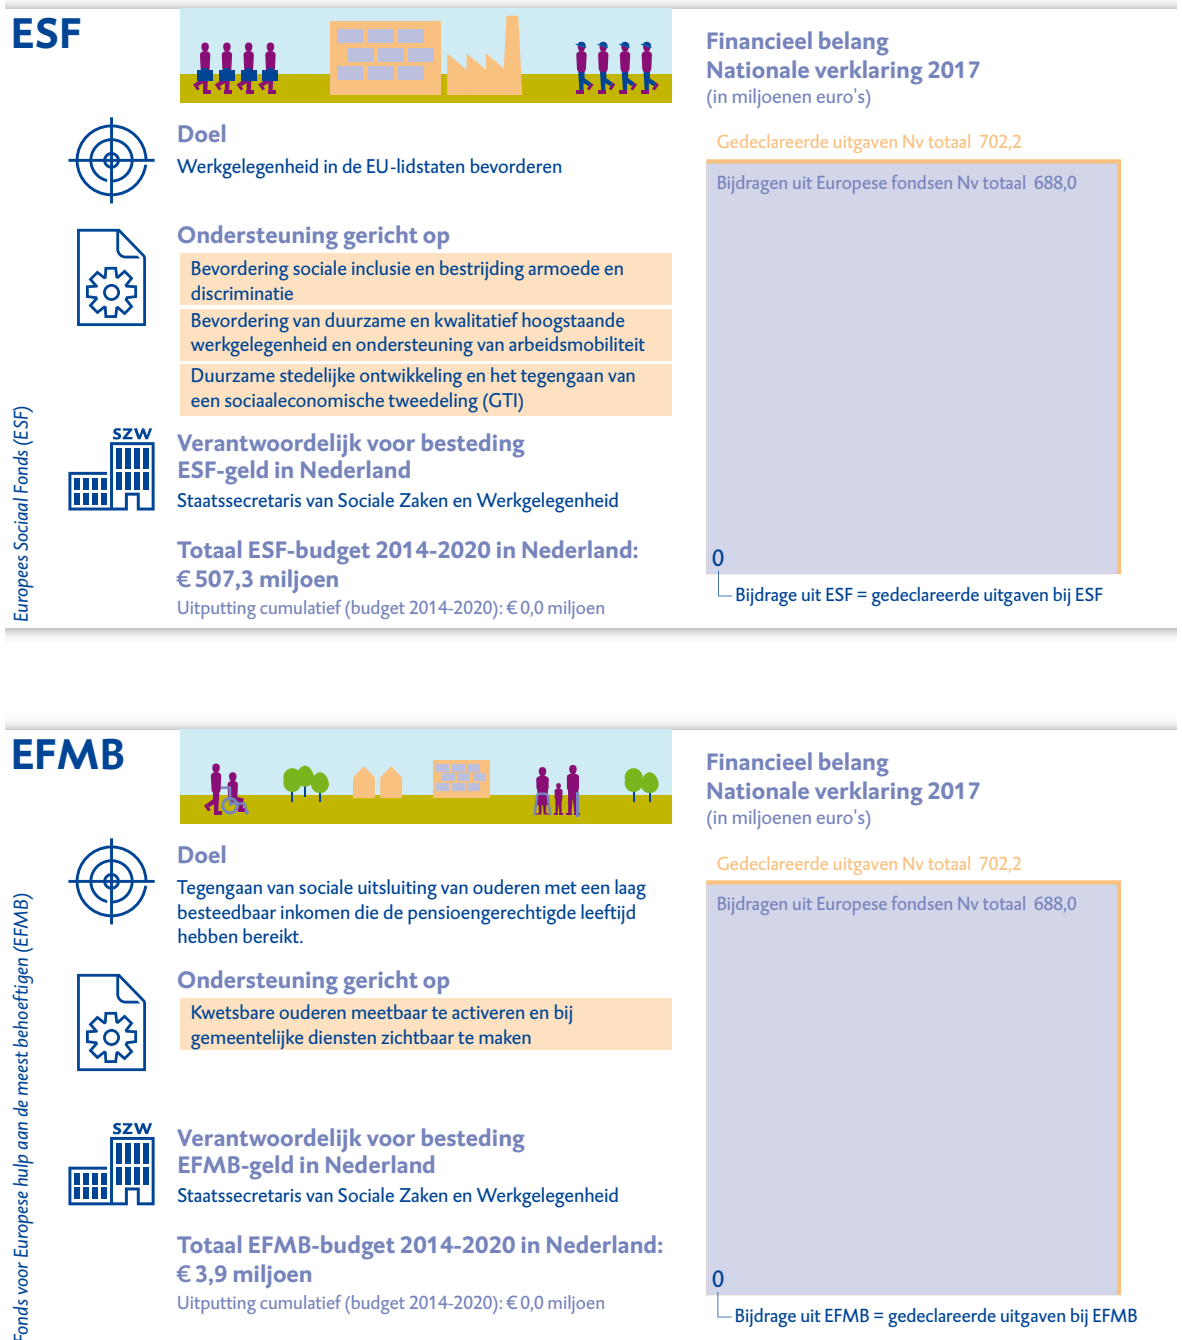 ESF
Doel
Werkgelegenheid in de EU-lidstaten bevorderen
Ondersteuning gericht op
Bevordering sociale inclusie en bestrijding armoede en
discriminatie
Bevordering van duurzame en kwalitatief hoogstaande
werkgelegenheid en ondersteuning van arbeidsmobiliteit
Duurzame stedelijke ontwikkeling en het tegengaan van
een sociaaleconomische tweedeling (GTI)
SZW
Verantwoordelijk voor besteding
ESF-geld in Nederland
Staatssecretaris van Sociale Zaken en Werkgelegenheid
Totaal ESF-budget 2014-2020 in Nederland:
€ 507,3 miljoen
Uitputting cumulatief (budget 2014-2020): € 0,0 miljoen
Europees Sociaal Fonds (ESF)
Financieel belang
Nationale verklaring 2017
(in miljoenen euro's)
Gedeclareerde uitgaven Nv totaal 702,2
Bijdragen uit Europese fondsen Nv totaal 688,0
0
Bijdrage uit ESF = gedeclareerde uitgaven bij ESF
EFMB
Doel
Tegengaan van sociale uitsluiting van ouderen met een laag
besteedbaar inkomen die de pensioengerechtigde leeftijd
hebben bereikt.
Ondersteuning gericht op
Kwetsbare ouderen meetbaar te activeren en bij
gemeentelijke diensten zichtbaar te maken
SZW
Verantwoordelijk voor besteding
EFMB-geld in Nederland
Staatssecretaris van Sociale Zaken en Werkgelegenheid
Totaal EFMB-budget 2014-2020 in Nederland:
€ 3,9 miljoen
Uitputting cumulatief (budget 2014-2020): € 0,0 miljoen
Fonds voor Europese hulp aan de meest behoeftigen (EFMB)
Financieel belang
Nationale verklaring 2017
(in miljoenen euro's)
Gedeclareerde uitgaven Nv totaal 702,2
Bijdragen uit Europese fondsen Nv totaal 688,0
0
Bijdrage uit EFMB = gedeclareerde uitgaven bij EFMB